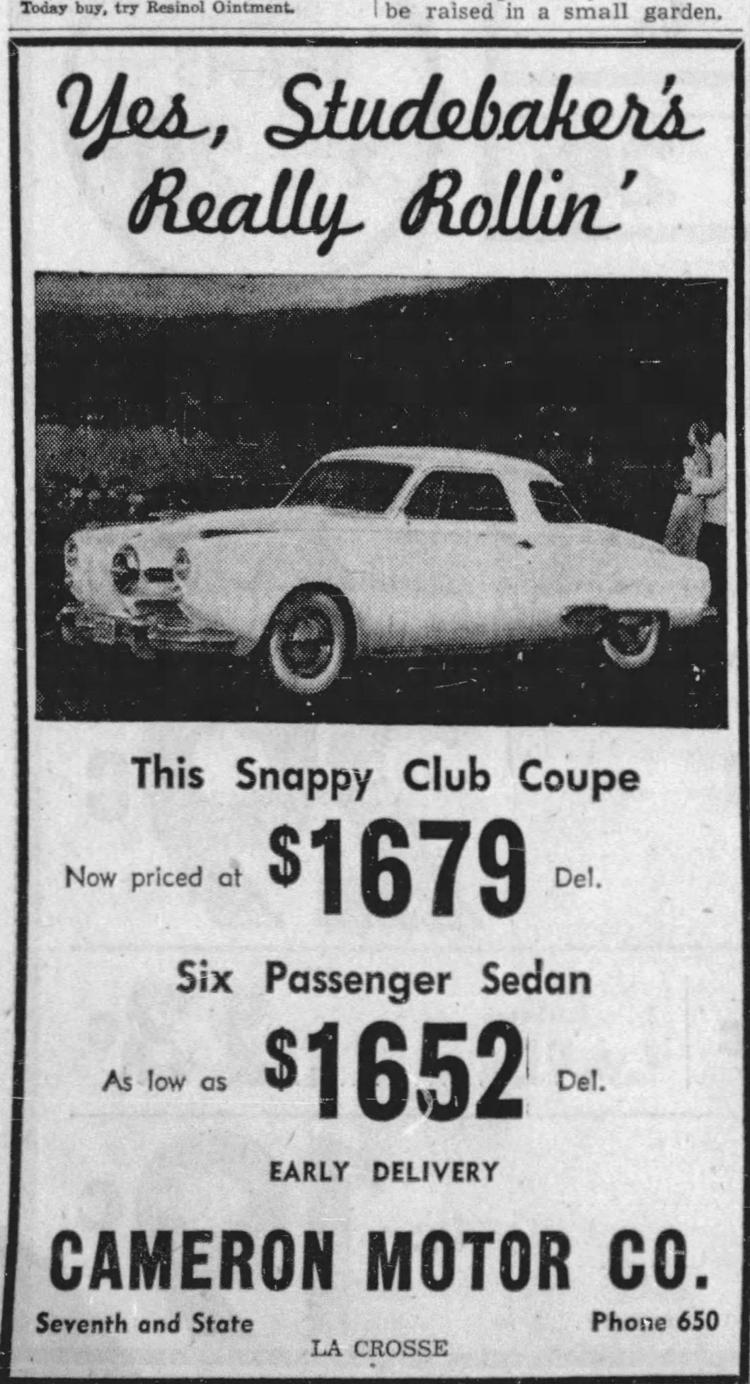 Today buy, try Resinol Ointment.
be raised in a small garden.
Yes, Studebaker's
Really Rollin'
This Snappy Club Coupe
Now priced at $1679 Del.
Six Passenger Sedan
As low as $1652 Del.
EARLY DELIVERY
CAMERON MOTOR CO.
Seventh and State Phone 650
LA CROSSE